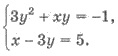 3y² + xy = −1,
x − 3y = 5.